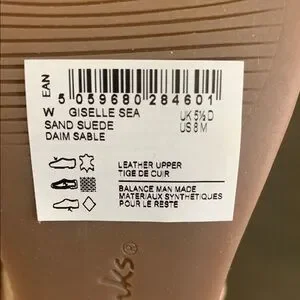 EAN
5 059680 284601
W GISELLE SEA
SAND SUEDE
DAIM SABLE
UK 5½ D
US 8 M
LEATHER UPPER
TIGE DE CUIR
BALANCE MAN MADE
MATERIAUX SYNTHETIQUES
POUR LE RESTE